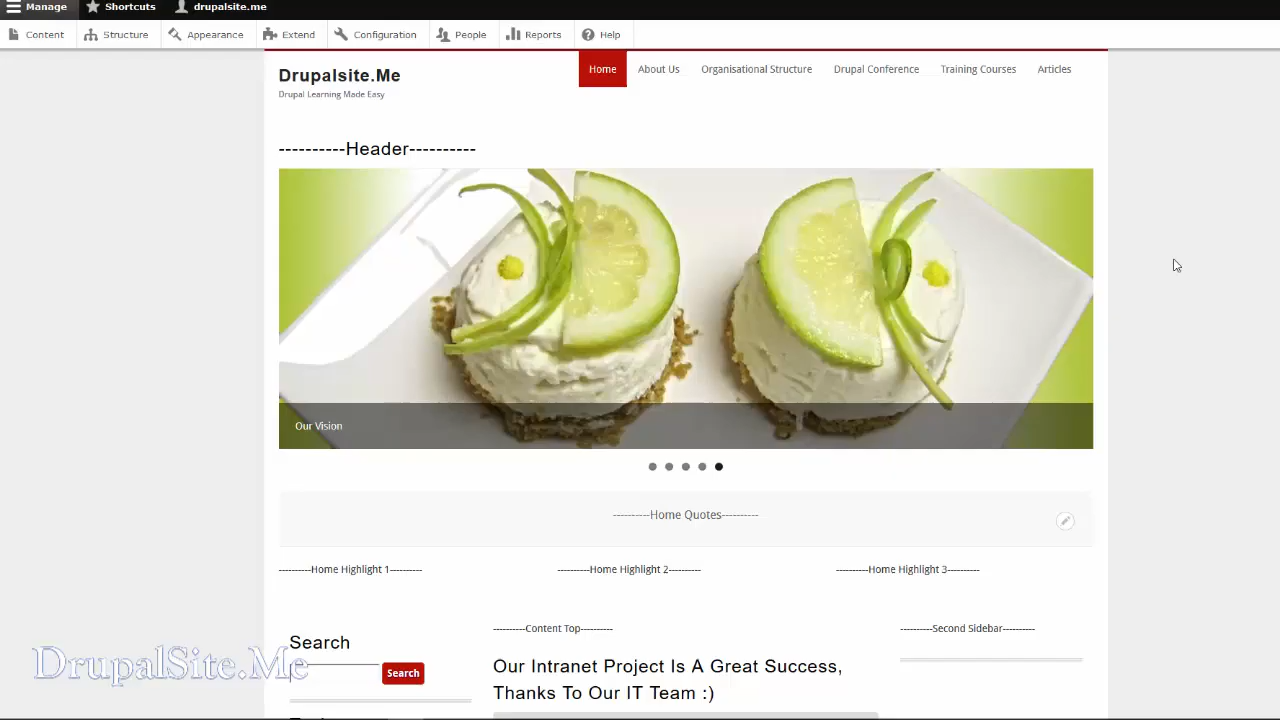 Manage Shortcuts drupalsite.me
Content Structure Appearance Extend Configuration People Reports Help
Drupalsite.Me
Drupal Learning Made Easy
Home About Us Organisational Structure Drupal Conference Training Courses Articles
----------Header----------
Our Vision
----------Home Quotes----------
----------Home Highlight 1---------- ----------Home Highlight 2---------- ----------Home Highlight 3----------
----------Content Top---------- ----------Second Sidebar----------
Search
Search
Our Intranet Project Is A Great Success,
Thanks To Our IT Team :)
DrupalSite.Me